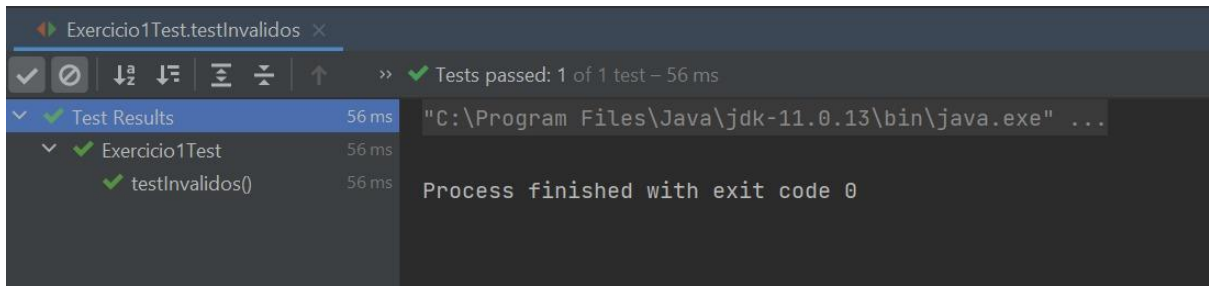 Exercicio1Test.testInvalidos ×
» Tests passed: 1 of 1 test – 56 ms
Test Results 56 ms
Exercicio1Test 56 ms
testInvalidos() 56 ms
"C:\Program Files\Java\jdk-11.0.13\bin\java.exe" ...
Process finished with exit code 0